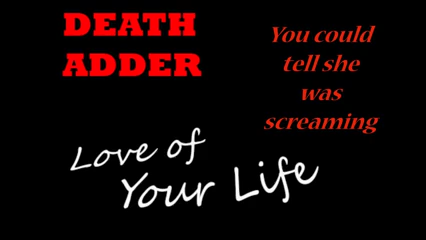 DEATH
ADDER
You could
tell she
was
screaming
Love of
Your Life